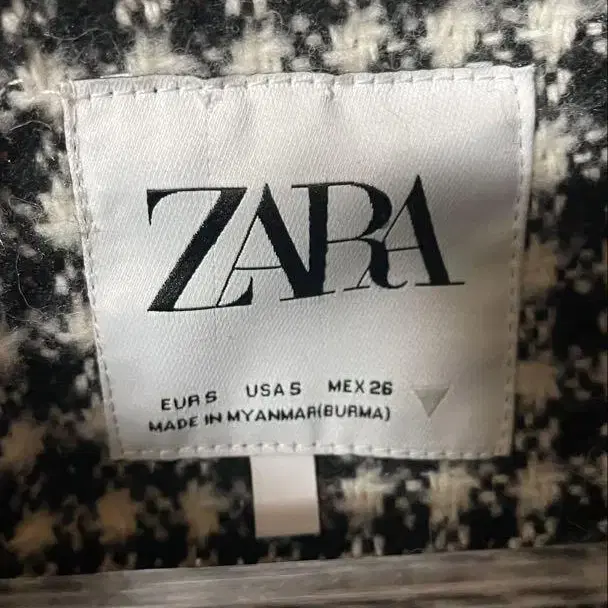 ZARA
EUR S USA S MEX 26
MADE IN MYANMAR(BURMA)